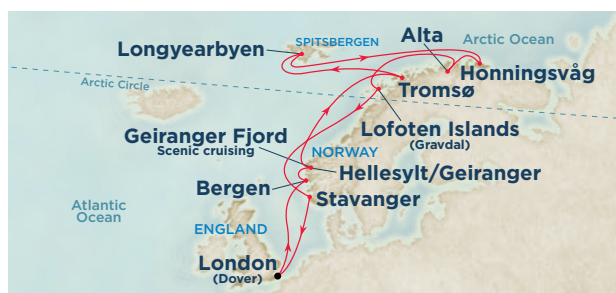 Longyearbyen
SPITSBERGEN
Alta
Arctic Ocean
Honningsvåg
Tromsø
Arctic Circle
Lofoten Islands
(Gravdal)
Geiranger Fjord
Scenic cruising
NORWAY
Hellesylt/Geiranger
Bergen
Stavanger
Atlantic
Ocean
ENGLAND
London
(Dover)